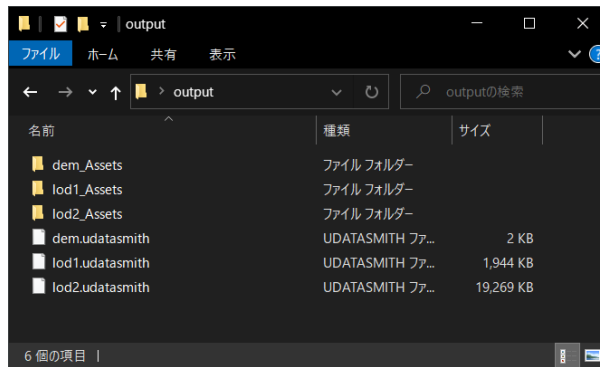 output
ファイル ホーム 共有 表示
output outputの検索
名前 種類 サイズ
dem_Assets ファイル フォルダー
lod1_Assets ファイル フォルダー
lod2_Assets ファイル フォルダー
dem.udatasmith UDATASMITH ファ... 2 KB
lod1.udatasmith UDATASMITH ファ... 1,944 KB
lod2.udatasmith UDATASMITH ファ... 19,269 KB
6 個の項目